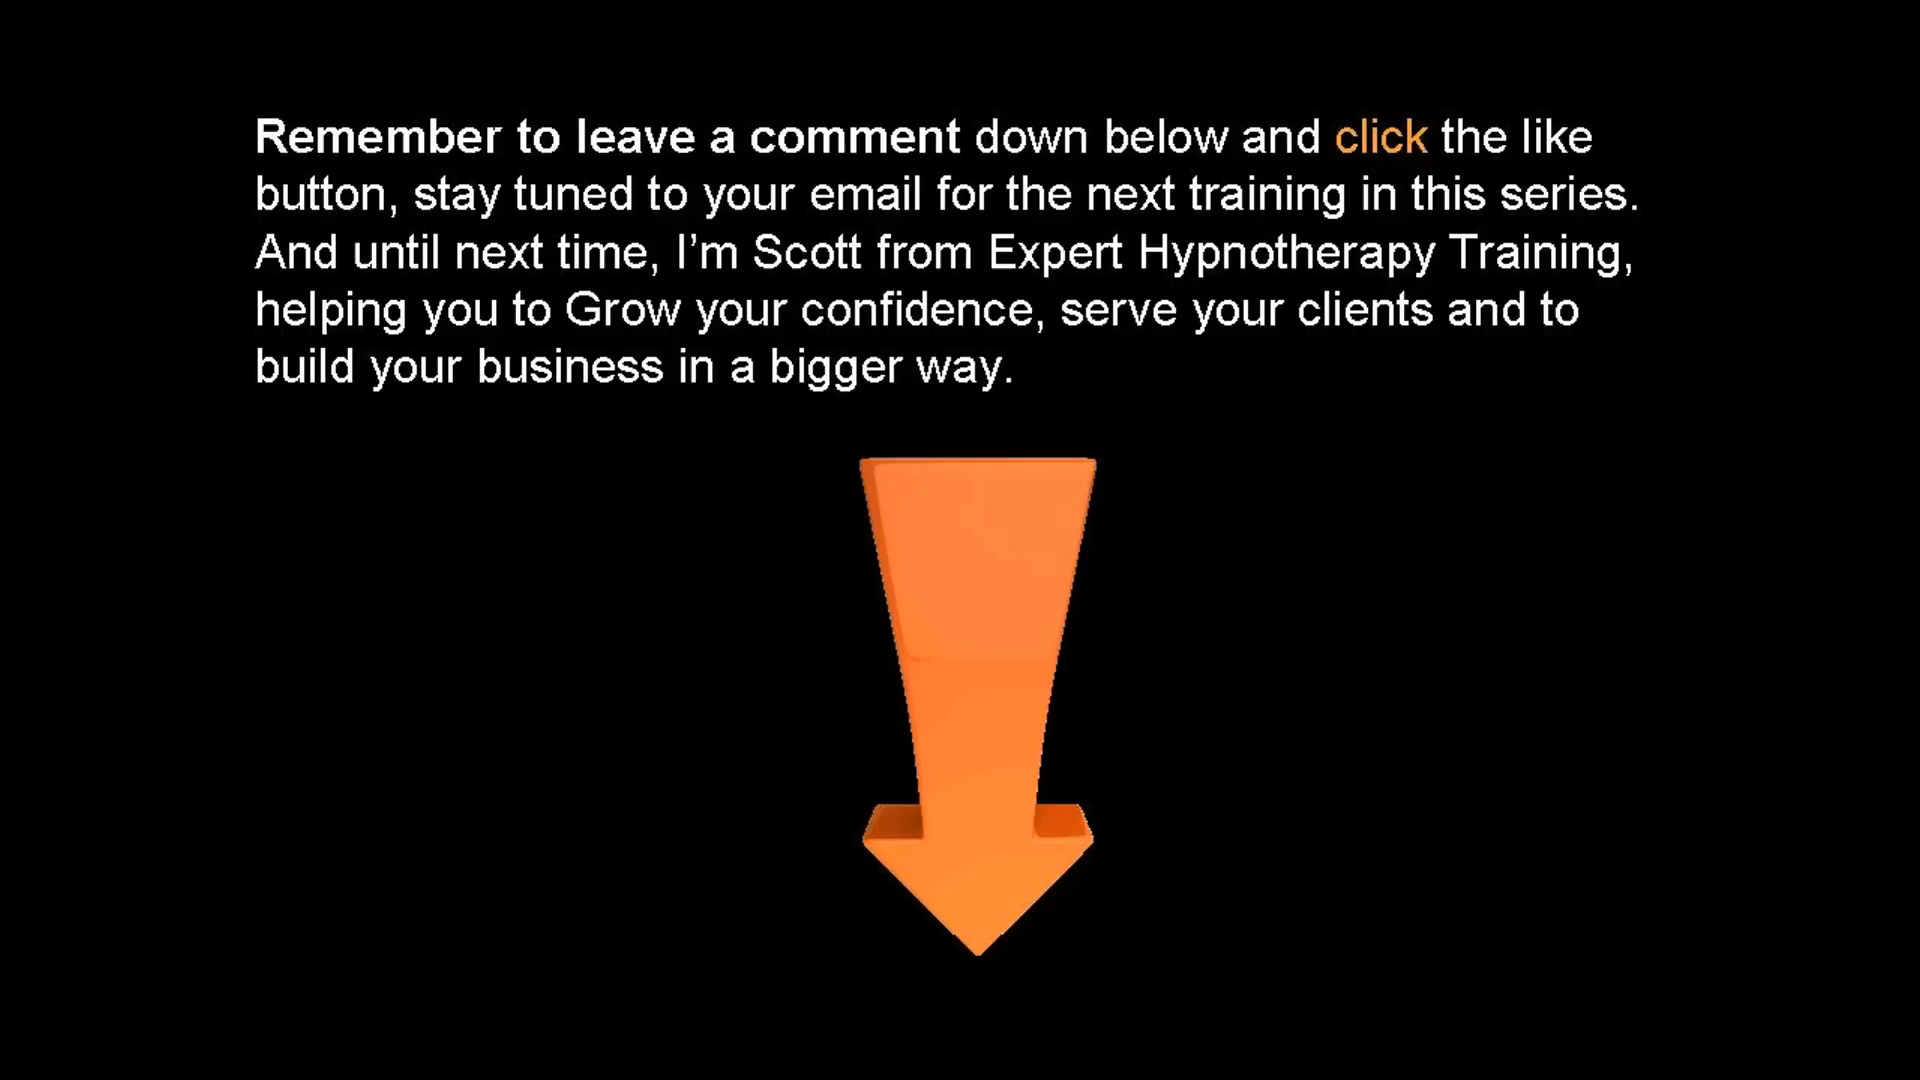 Remember to leave a comment down below and click the like
button, stay tuned to your email for the next training in this series.
And until next time, I’m Scott from Expert Hypnotherapy Training,
helping you to Grow your confidence, serve your clients and to
build your business in a bigger way.